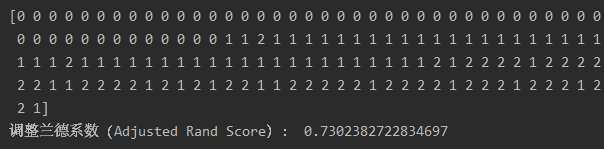 [0 0 0 0 0 0 0 0 0 0 0 0 0 0 0 0 0 0 0 0 0 0 0 0 0 0 0 0 0 0 0 0 0 0 0 0 0
0 0 0 0 0 0 0 0 0 0 0 0 0 1 1 2 1 1 1 1 1 1 1 1 1 1 1 1 1 1 1 1 1 1 1 1 1
1 1 1 2 1 1 1 1 1 1 1 1 1 1 1 1 1 1 1 1 1 1 1 1 1 1 2 1 2 2 2 2 1 2 2 2 2
2 2 1 1 2 2 2 2 1 2 1 2 1 2 2 1 1 2 2 2 2 2 1 2 2 2 2 1 2 2 2 1 2 2 2 1 2
2 1]
调整兰德系数 (Adjusted Rand Score) : 0.7302382722834697